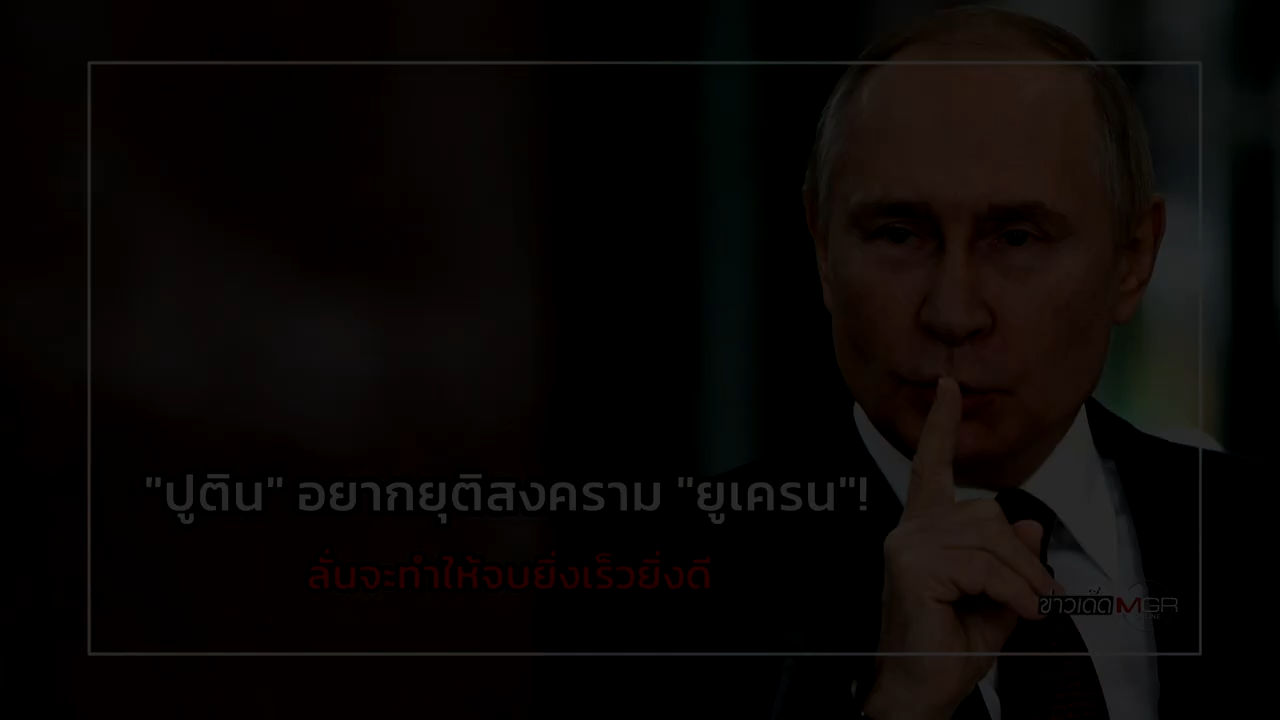 "ปูติน" อยากยุติสงคราม "ยูเครน"!
ลั่นจะทำให้จบยิ่งเร็วยิ่งดี
ข่าวเด็ด MGR
ONLINE